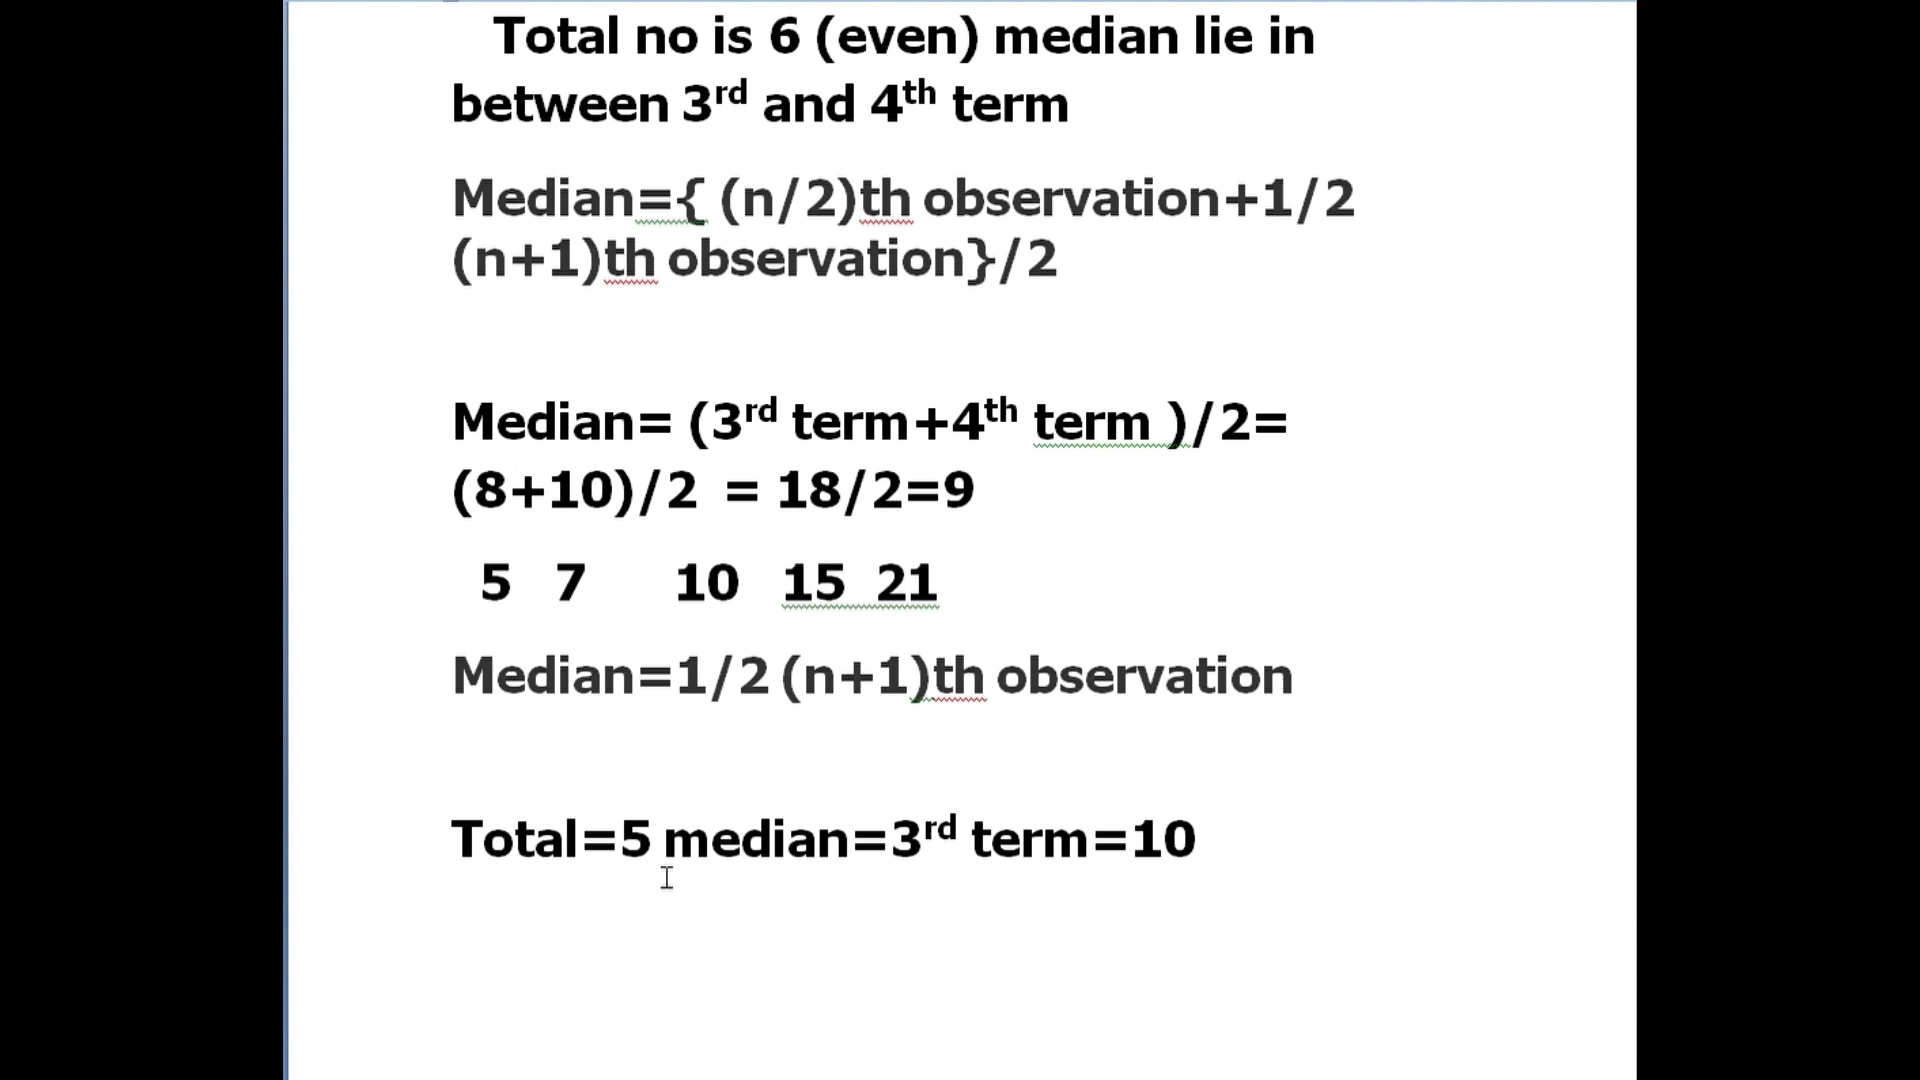 Total no is 6 (even) median lie in
between 3rd and 4th term
Median={ (n/2)th observation+1/2
(n+1)th observation}/2
Median= (3rd term+4th term )/2=
(8+10)/2 = 18/2=9
5 7 10 15 21
Median=1/2 (n+1)th observation
Total=5 median=3rd term=10